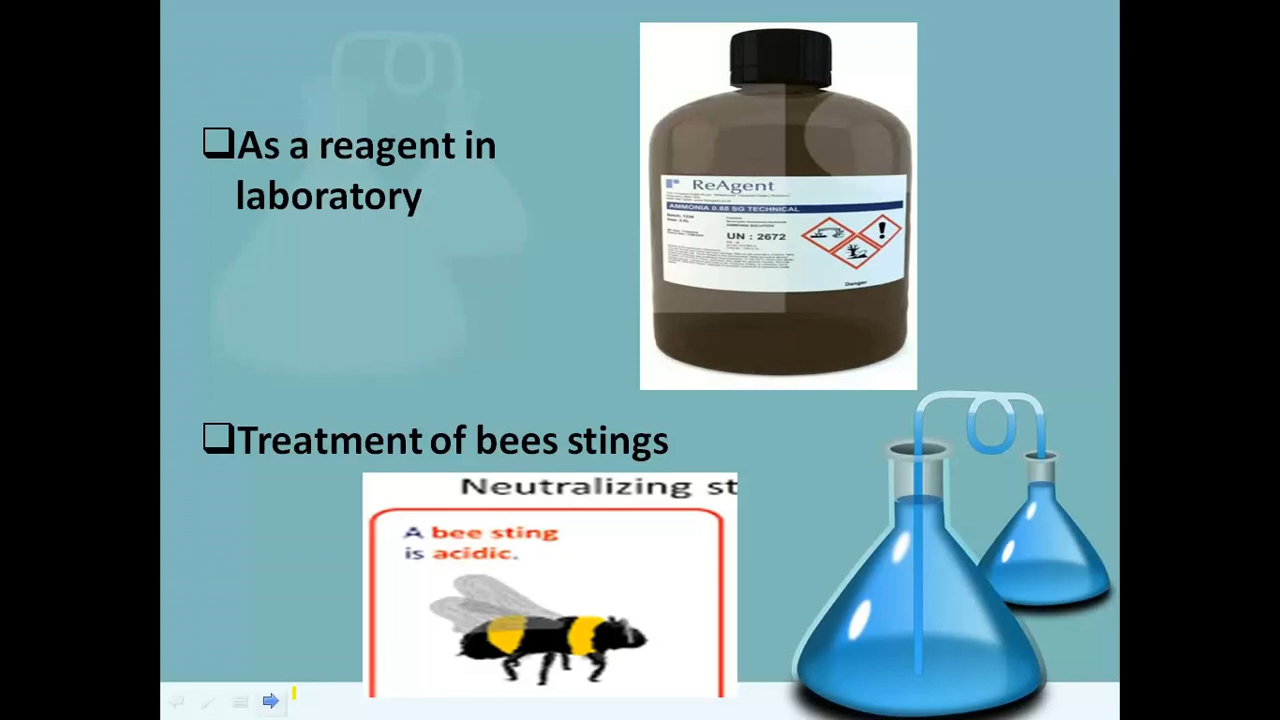 ❑As a reagent in
laboratory
ReAgent
AMMONIA 0.88 SG TECHNICAL
UN : 2672
Danger
❑Treatment of bees stings
Neutralizing st
A bee sting
is acidic.